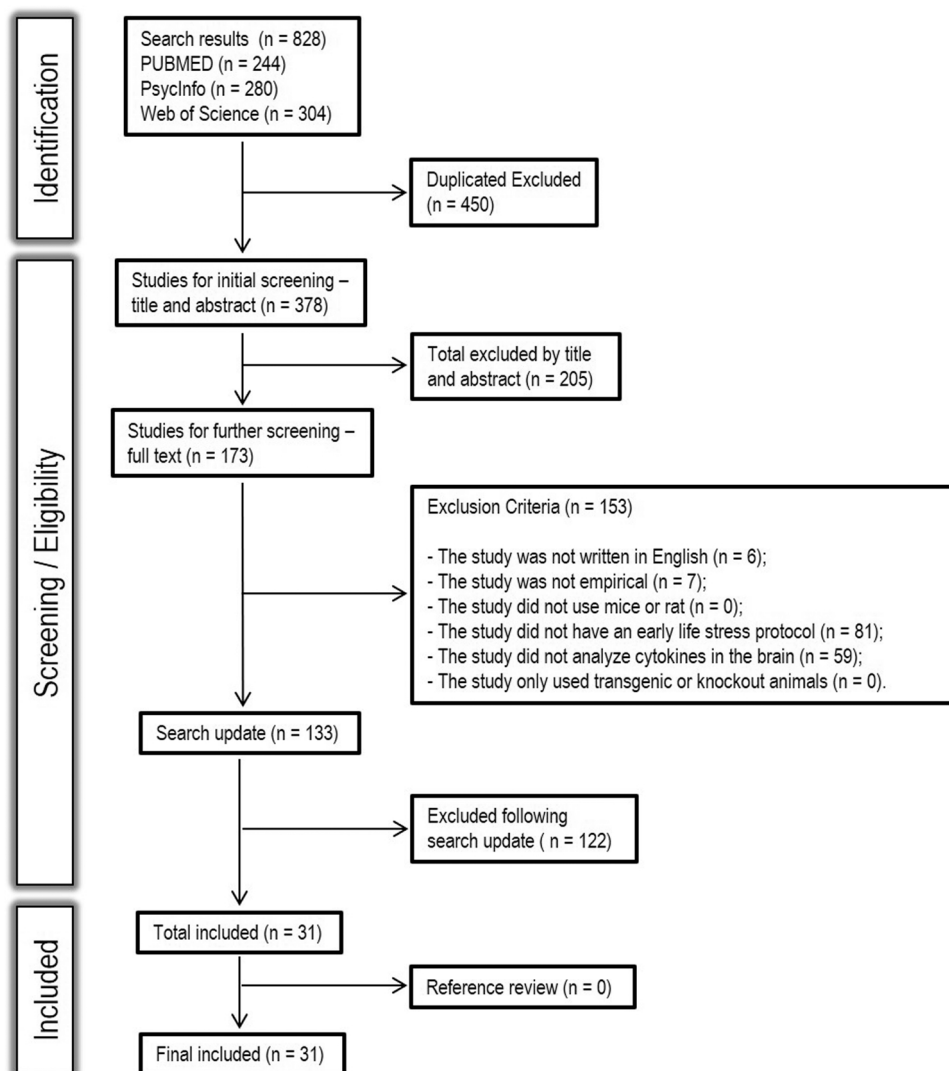 Identification
Search results (n = 828)
PUBMED (n = 244)
PsycInfo (n = 280)
Web of Science (n = 304)
Duplicated Excluded
(n = 450)
Screening / Eligibility
Studies for initial screening –
title and abstract (n = 378)
Total excluded by title
and abstract (n = 205)
Studies for further screening –
full text (n = 173)
Exclusion Criteria (n = 153)
- The study was not written in English (n = 6);
- The study was not empirical (n = 7);
- The study did not use mice or rat (n = 0);
- The study did not have an early life stress protocol (n = 81);
- The study did not analyze cytokines in the brain (n = 59);
- The study only used transgenic or knockout animals (n = 0).
Search update (n = 133)
Excluded following
search update ( n = 122)
Included
Total included (n = 31)
Reference review (n = 0)
Final included (n = 31)